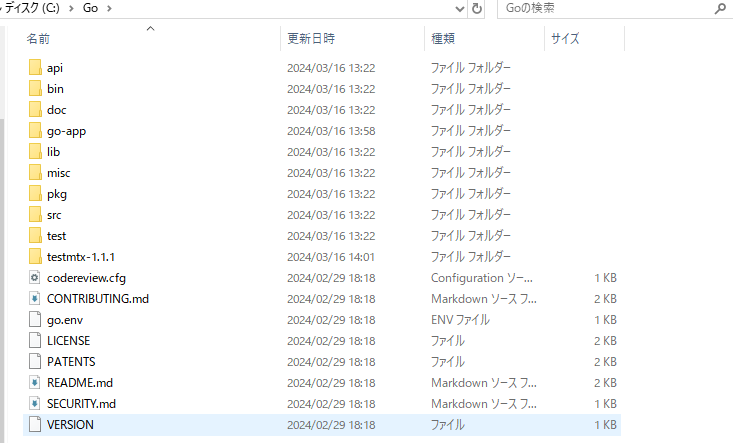 ディスク (C:) › Go ›
Goの検索
名前 更新日時 種類 サイズ
api 2024/03/16 13:22 ファイル フォルダー
bin 2024/03/16 13:22 ファイル フォルダー
doc 2024/03/16 13:22 ファイル フォルダー
go-app 2024/03/16 13:58 ファイル フォルダー
lib 2024/03/16 13:22 ファイル フォルダー
misc 2024/03/16 13:22 ファイル フォルダー
pkg 2024/03/16 13:22 ファイル フォルダー
src 2024/03/16 13:22 ファイル フォルダー
test 2024/03/16 13:22 ファイル フォルダー
testmtx-1.1.1 2024/03/16 14:01 ファイル フォルダー
codereview.cfg 2024/02/29 18:18 Configuration ソー... 1 KB
CONTRIBUTING.md 2024/02/29 18:18 Markdown ソース フ... 2 KB
go.env 2024/02/29 18:18 ENV ファイル 1 KB
LICENSE 2024/02/29 18:18 ファイル 2 KB
PATENTS 2024/02/29 18:18 ファイル 2 KB
README.md 2024/02/29 18:18 Markdown ソース フ... 2 KB
SECURITY.md 2024/02/29 18:18 Markdown ソース フ... 1 KB
VERSION 2024/02/29 18:18 ファイル 1 KB